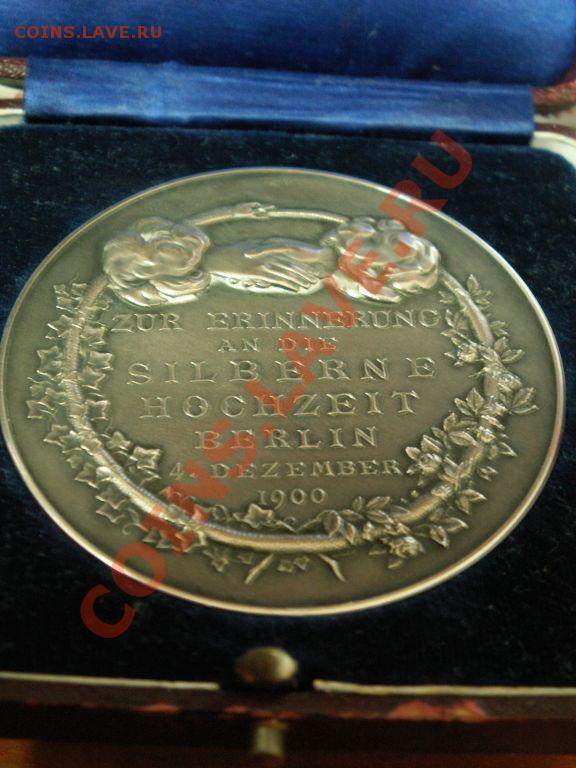 COINS.LAVE.RU
COINS.LAVE.RU
ZUR ERINNERUNG
AN DIE
SILBERNE
HOCHZEIT
BERLIN
4. DEZEMBER
1900